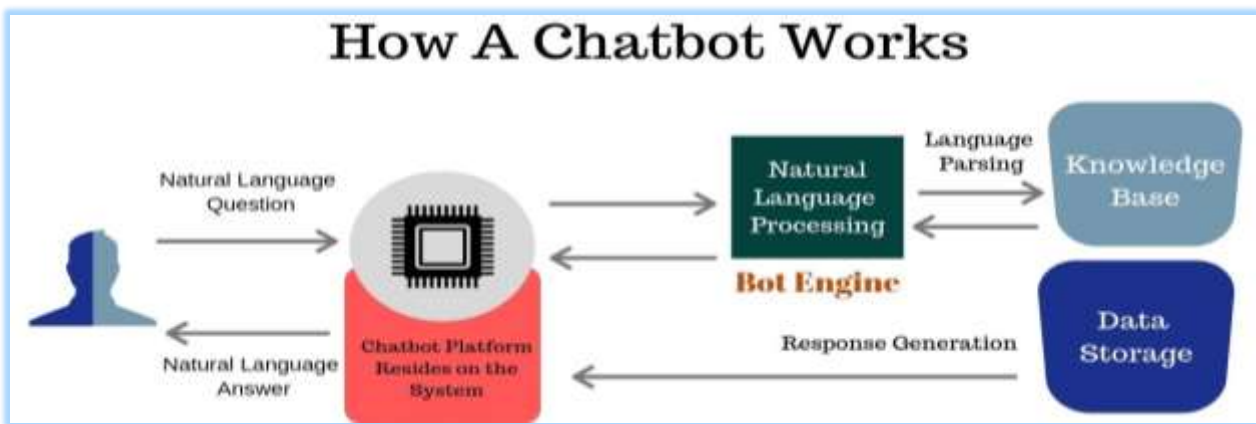 How A Chatbot Works
Natural Language
Question
Natural Language
Answer
Chatbot Platform
Resides on the
System
Natural
Language
Processing
Bot Engine
Language
Parsing
Knowledge
Base
Response Generation
Data
Storage